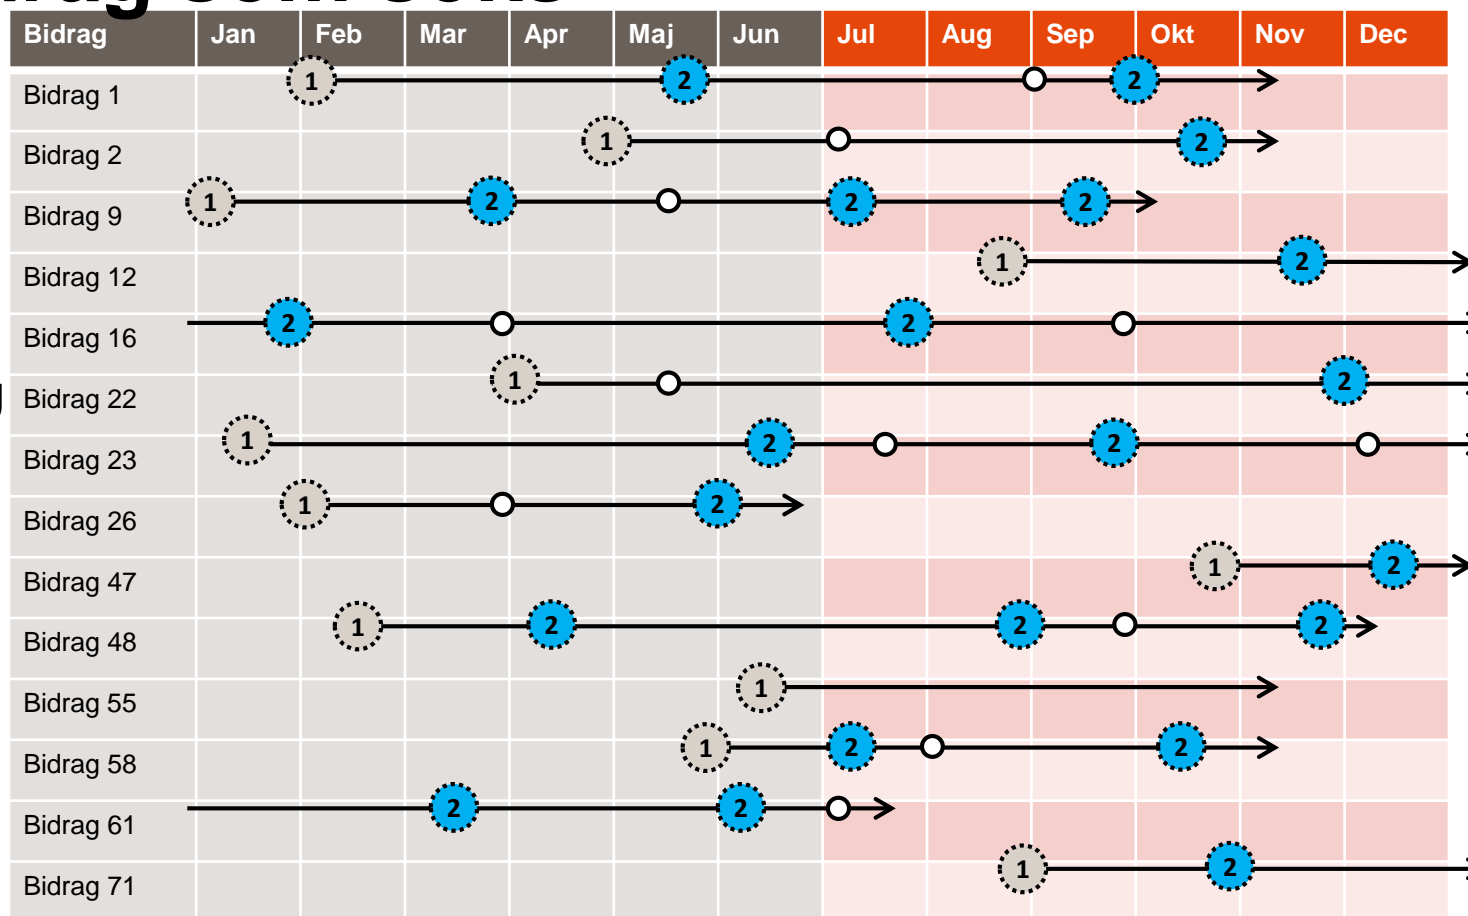 Bidrag Jan Feb Mar Apr Maj Jun Jul Aug Sep Okt Nov Dec
Bidrag 1 1 2 2
Bidrag 2 1 2
Bidrag 9 1 2 2 2
Bidrag 12 1 2
Bidrag 16 2 2
Bidrag 22 1 2
Bidrag 23 1 2 2
Bidrag 26 1 2
Bidrag 47 1 2
Bidrag 48 1 2 2 2
Bidrag 55 1
Bidrag 58 1 2 2
Bidrag 61 2 2
Bidrag 71 1 2